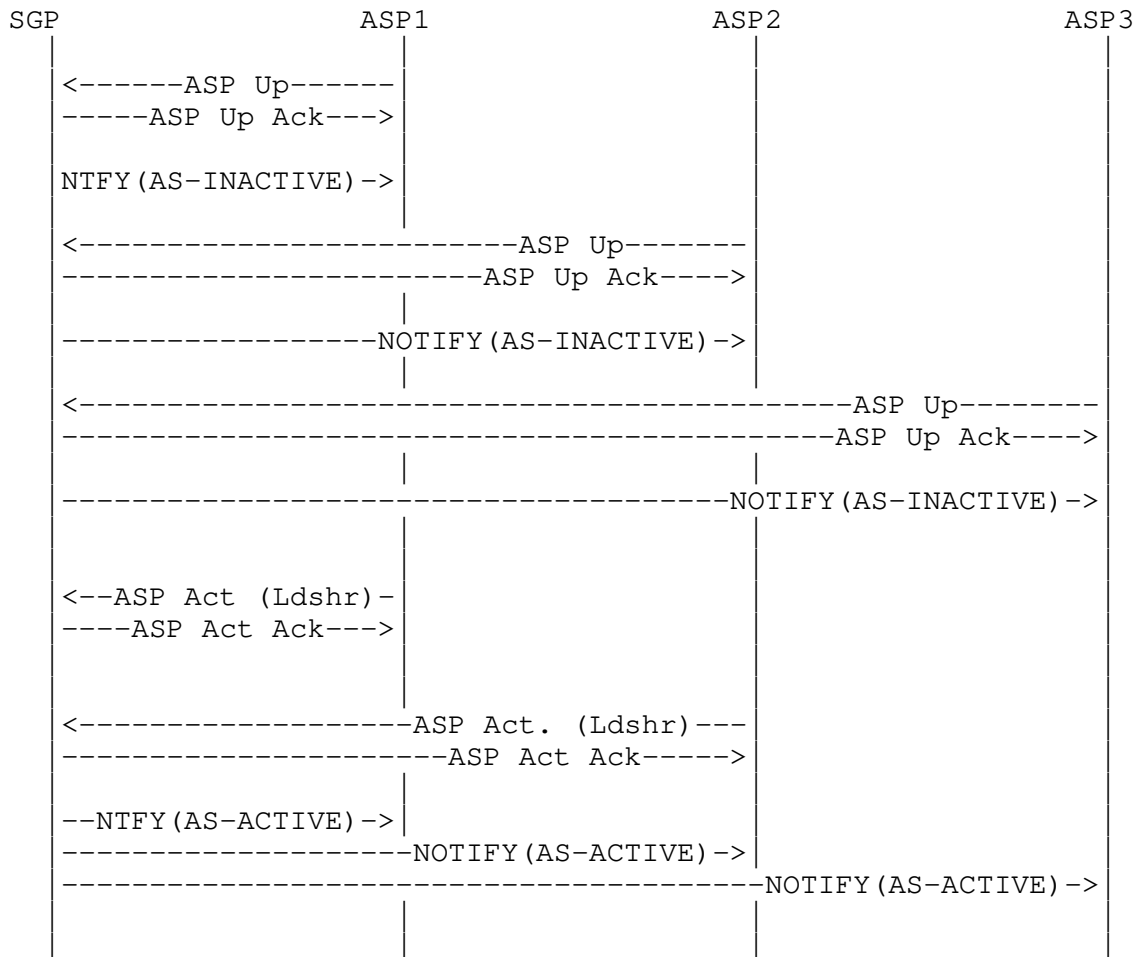 SGP ASP1 ASP2 ASP3
<------ASP Up------
-----ASP Up Ack--->
NTFY(AS-INACTIVE)->
<-------------------------ASP Up-------
------------------------ASP Up Ack---->
------------------NOTIFY(AS-INACTIVE)->
<--------------------------------------------ASP Up--------
--------------------------------------------ASP Up Ack---->
--------------------------------------NOTIFY(AS-INACTIVE)->
<--ASP Act (Ldshr)-
----ASP Act Ack--->
<-------------------ASP Act. (Ldshr)---
----------------------ASP Act Ack----->
--NTFY(AS-ACTIVE)->
--------------------NOTIFY(AS-ACTIVE)->
----------------------------------------NOTIFY(AS-ACTIVE)->